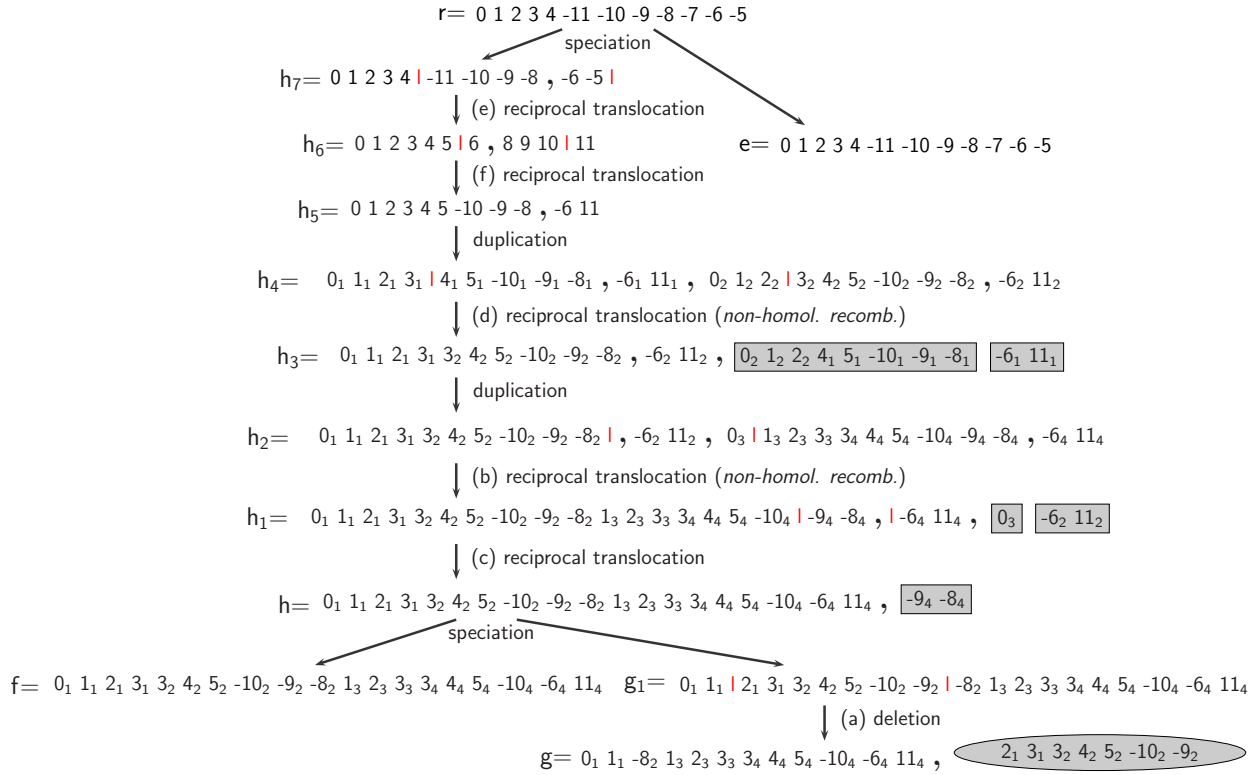 r= 0 1 2 3 4 -11 -10 -9 -8 -7 -6 -5
speciation
h₇= 0 1 2 3 4 | -11 -10 -9 -8 , -6 -5 |
(e) reciprocal translocation
h₆= 0 1 2 3 4 5 | 6 , 8 9 10 | 11
e= 0 1 2 3 4 -11 -10 -9 -8 -7 -6 -5
(f) reciprocal translocation
h₅= 0 1 2 3 4 5 -10 -9 -8 , -6 11
duplication
h₄= 0₁ 1₁ 2₁ 3₁ | 4₁ 5₁ -10₁ -9₁ -8₁ , -6₁ 11₁ , 0₂ 1₂ 2₂ | 3₂ 4₂ 5₂ -10₂ -9₂ -8₂ , -6₂ 11₂
(d) reciprocal translocation (non-homol. recomb.)
h₃= 0₁ 1₁ 2₁ 3₁ 3₂ 4₂ 5₂ -10₂ -9₂ -8₂ , -6₂ 11₂ , 0₂ 1₂ 2₂ 4₁ 5₁ -10₁ -9₁ -8₁ -6₁ 11₁
duplication
h₂= 0₁ 1₁ 2₁ 3₁ 3₂ 4₂ 5₂ -10₂ -9₂ -8₂ | , -6₂ 11₂ , 0₃ | 1₃ 2₃ 3₃ 3₄ 4₄ 5₄ -10₄ -9₄ -8₄ , -6₄ 11₄
(b) reciprocal translocation (non-homol. recomb.)
h₁= 0₁ 1₁ 2₁ 3₁ 3₂ 4₂ 5₂ -10₂ -9₂ -8₂ 1₃ 2₃ 3₃ 3₄ 4₄ 5₄ -10₄ | -9₄ -8₄ , | -6₄ 11₄ , 0₃ -6₂ 11₂
(c) reciprocal translocation
h= 0₁ 1₁ 2₁ 3₁ 3₂ 4₂ 5₂ -10₂ -9₂ -8₂ 1₃ 2₃ 3₃ 3₄ 4₄ 5₄ -10₄ -6₄ 11₄ , -9₄ -8₄
speciation
f= 0₁ 1₁ 2₁ 3₁ 3₂ 4₂ 5₂ -10₂ -9₂ -8₂ 1₃ 2₃ 3₃ 3₄ 4₄ 5₄ -10₄ -6₄ 11₄
g₁= 0₁ 1₁ | 2₁ 3₁ 3₂ 4₂ 5₂ -10₂ -9₂ | -8₂ 1₃ 2₃ 3₃ 3₄ 4₄ 5₄ -10₄ -6₄ 11₄
(a) deletion
g= 0₁ 1₁ -8₂ 1₃ 2₃ 3₃ 3₄ 4₄ 5₄ -10₄ -6₄ 11₄ , 2₁ 3₁ 3₂ 4₂ 5₂ -10₂ -9₂